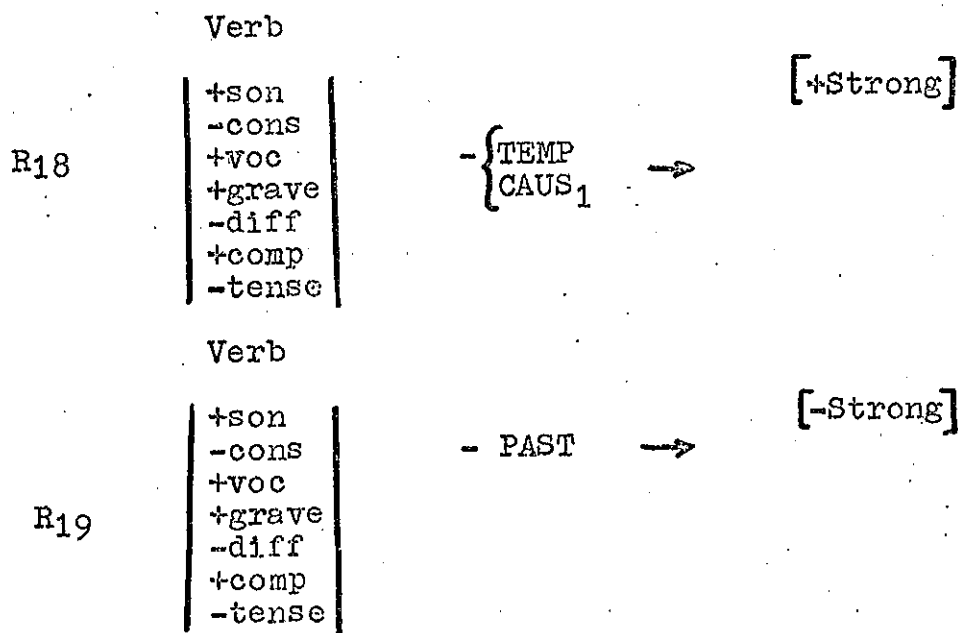 Verb
+son [+Strong]
-cons
R18 +voc -{TEMP →
+grave CAUS1
-diff
+comp
-tense
Verb
+son [-Strong]
-cons - PAST →
+voc
R19 +grave
-diff
+comp
-tense